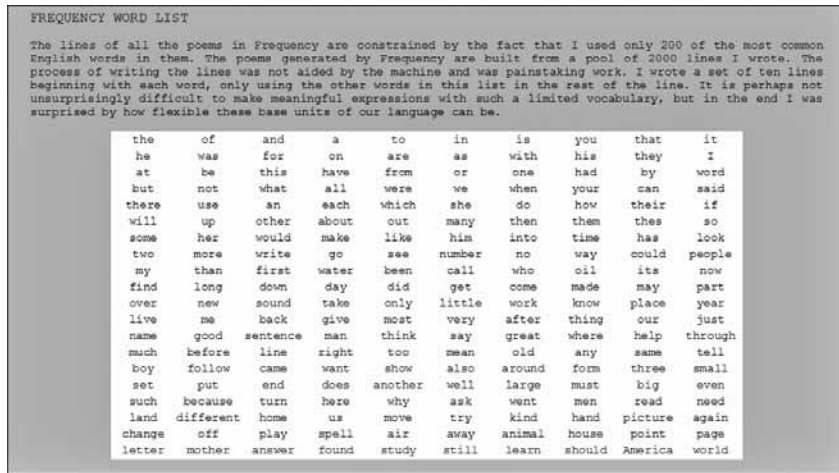 FREQUENCY WORD LIST
The lines of all the poems in Frequency are constrained by the fact that I used only 200 of the most common
English words in them. The poems generated by Frequency are built from a pool of 2000 lines I wrote. The
process of writing the lines was not aided by the machine and was painstaking work. I wrote a set of ten lines
beginning with each word, only using the other words in this list in the rest of the line. It is perhaps not
unsurprisingly difficult to make meaningful expressions with such a limited vocabulary, but in the end I was
surprised by how flexible these base units of our language can be.
the of and a to in is you that it
he was for on are as with his they I
at be this have from or one had by word
but not what all were we when your can said
there use an each which she do how their if
will up other about out many then them thes so
some her would make like him into time has look
two more write go see number no way could people
my than first water been call who oil its now
find long down day did get come made may part
over new sound take only little work know place year
live me back give most very after thing our just
name good sentence man think say great where help through
much before line right too mean old any same tell
boy follow came want show also around form three small
set put end does another well large must big even
such because turn here why ask went men read need
land different home us move try kind hand picture again
change off play spell air away animal house point page
letter mother answer found study still learn should America world